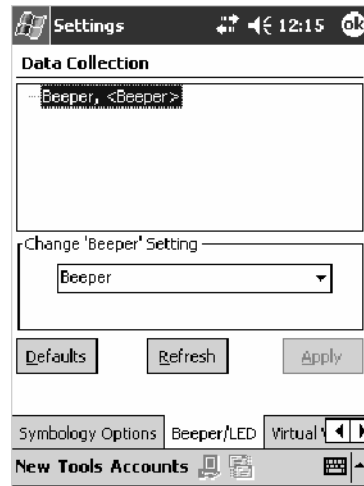 Settings 12:15 ok
Data Collection
Beeper, <Beeper>
Change 'Beeper' Setting
Beeper
Defaults Refresh Apply
Symbology Options Beeper/LED Virtual
New Tools Accounts